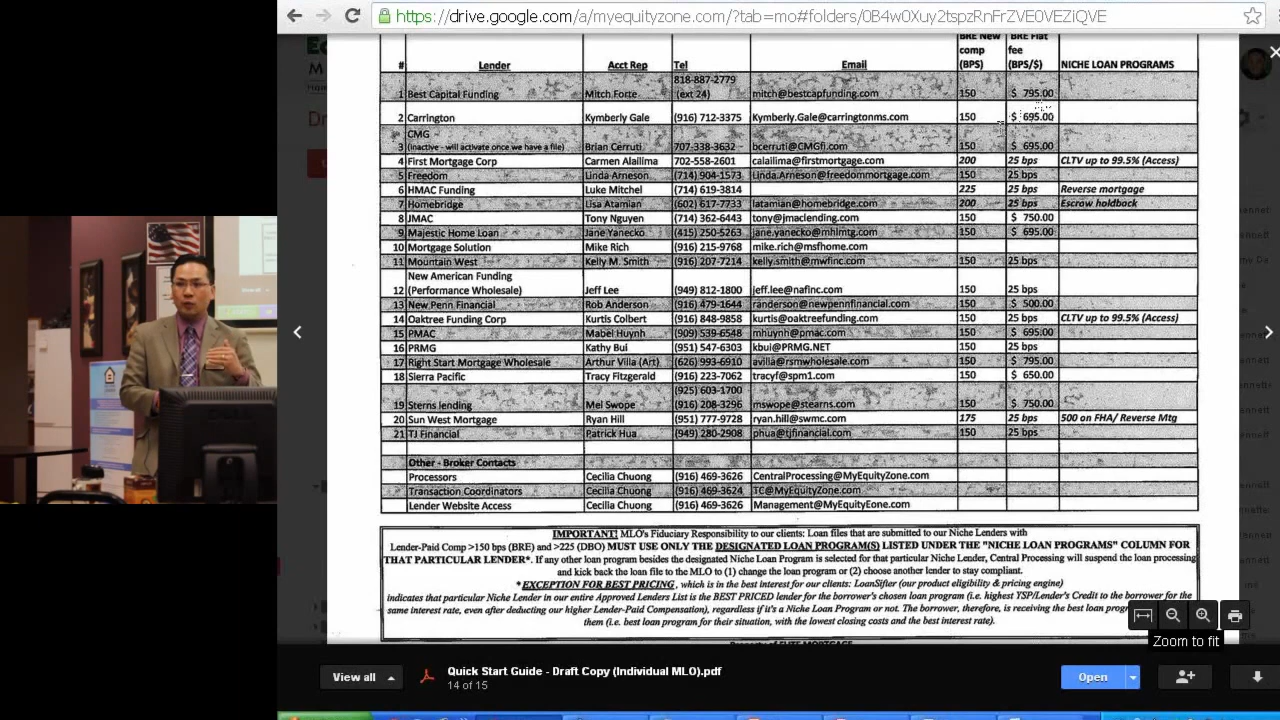 https://drive.google.com/a/myequityzone.com/?tab=mo#folders/0B4w0Xuy2tspzRnFrZVE0VEZiQVE
# Lender Acct Rep Tel Email BRE New comp (BPS) BRE Flat fee (BPS/$) NICHE LOAN PROGRAMS
1 Best Capital Funding Mitch Forte 818-887-2779 (ext 24) mitch@bestcapfunding.com 150 $ 795.00
2 Carrington Kymberly Gale (916) 712-3375 Kymberly.Gale@carringtonms.com 150 $ 695.00
3 CMG (Inactive - will activate once we have a file) Brian Cerruti 707-338-3632 bcerruti@CMGfi.com 150 $ 695.00
4 First Mortgage Corp Carmen Alailima 702-558-2601 calailima@firstmortgage.com 200 25 bps CLTV up to 99.5% (Access)
5 Freedom Linda Arneson (714) 904-1573 Linda.Arneson@freedommortgage.com 150 25 bps
6 HMAC Funding Luke Mitchel (714) 619-3814 225 25 bps Reverse mortgage
7 Homebridge Lisa Atamian (602) 617-7733 latamian@homebridge.com 200 25 bps Escrow holdback
8 JMAC Tony Nguyen (714) 362-6443 tony@jmaclending.com 150 $ 750.00
9 Majestic Home Loan Jane Yanecko (415) 250-5263 jane.yanecko@mhlmtg.com 150 $ 695.00
10 Mortgage Solution Mike Rich (916) 215-9768 mike.rich@msfhome.com
11 Mountain West Kelly M. Smith (916) 207-7214 kelly.smith@mwfinc.com 150 25 bps
12 New American Funding (Performance Wholesale) Jeff Lee (949) 812-1800 jeff.lee@nafinc.com 150 25 bps
13 New Penn Financial Rob Anderson (916) 479-1644 randerson@newpennfinancial.com 150 $ 500.00
14 Oaktree Funding Corp Kurtis Colbert (916) 848-9858 kurtis@oaktreefunding.com 150 25 bps CLTV up to 99.5% (Access)
15 PMAC Mabel Huynh (909) 539-6548 mhuynh@pmac.com 150 $ 695.00
16 PRMG Kathy Bui (951) 547-6303 kbui@PRMG.NET 150 25 bps
17 Right Start Mortgage Wholesale Arthur Villa (Art) (626) 993-6910 avilla@rsmwholesale.com 150 $ 795.00
18 Sierra Pacific Tracy Fitzgerald (916) 223-7062 tracyf@spm1.com 150 $ 650.00
19 Sterns lending Mel Swope (925) 603-1700 (916) 208-3296 mswope@stearns.com 150 $ 750.00
20 Sun West Mortgage Ryan Hill (951) 777-9728 ryan.hill@swmc.com 175 25 bps 500 on FHA/ Reverse Mtg
21 TJ Financial Patrick Hua (949) 280-2908 phua@tjfinancial.com 150 25 bps
Other - Broker Contacts
Processors Cecilia Chuong (916) 469-3626 CentralProcessing@MyEquityZone.com
Transaction Coordinators Cecilia Chuong (916) 469-3624 TC@MyEquityZone.com
Lender Website Access Cecilia Chuong (916) 469-3626 Management@MyEquityEone.com
IMPORTANT! MLO's Fiduciary Responsibility to our clients: Loan files that are submitted to our Niche Lenders with
Lender-Paid Comp >150 bps (BRE) and >225 (DBO) MUST USE ONLY THE DESIGNATED LOAN PROGRAM(S) LISTED UNDER THE "NICHE LOAN PROGRAMS" COLUMN FOR
THAT PARTICULAR LENDER*. If any other loan program besides the designated Niche Loan Program is selected for that particular Niche Lender, Central Processing will suspend the loan processing
and kick back the loan file to the MLO to (1) change the loan program or (2) choose another lender to stay compliant.
* EXCEPTION FOR BEST PRICING, which is in the best interest for our clients: LoanSifter (our product eligibility & pricing engine)
indicates that particular Niche Lender in our entire Approved Lenders List is the BEST PRICED lender for the borrower's chosen loan program (i.e. highest YSP/Lender's Credit to the borrower for the
same interest rate, even after deducting our higher Lender-Paid Compensation), regardless if it's a Niche Loan Program or not. The borrower, therefore, is receiving the best loan
them (i.e. best loan program for their situation, with the lowest closing costs and the best interest rate).
Zoom to fit
View all
Quick Start Guide - Draft Copy (Individual MLO).pdf
14 of 15
Open